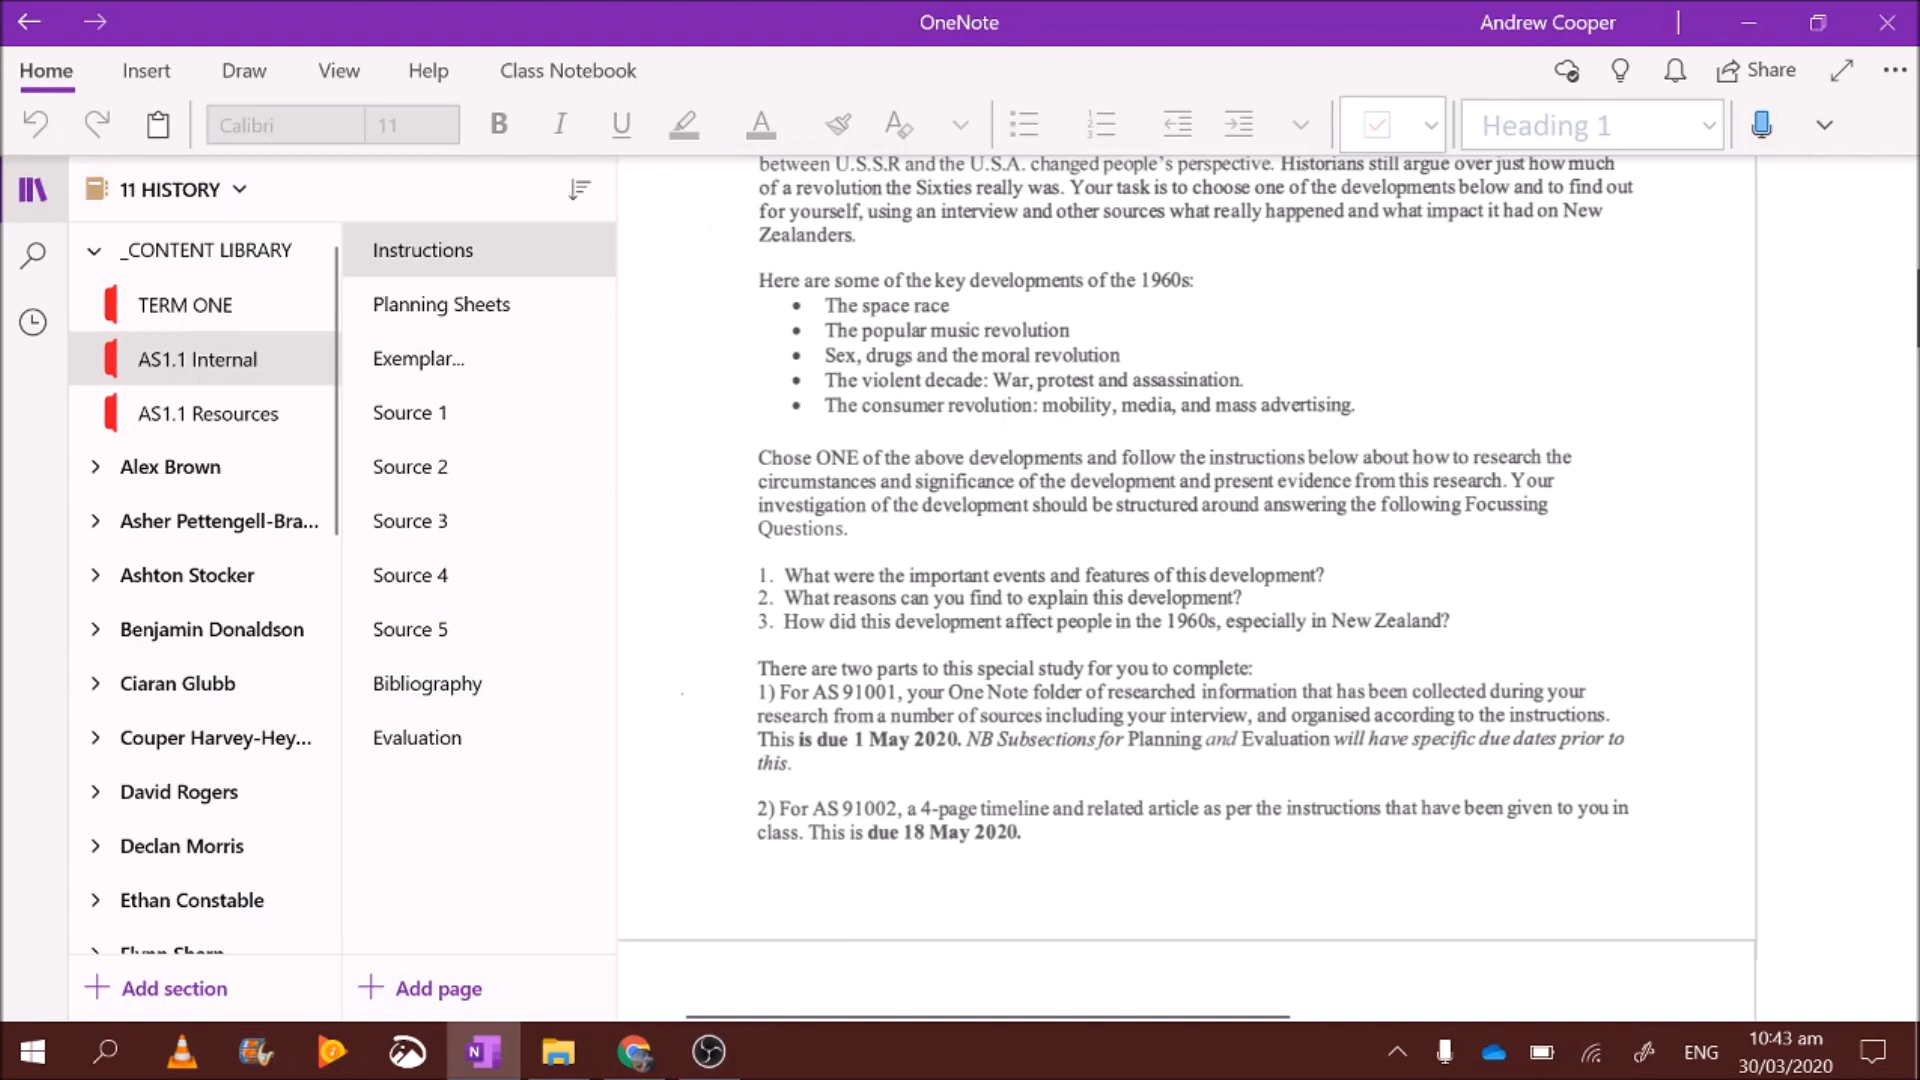 OneNote
Andrew Cooper
Home
Insert
Draw
View
Help
Class Notebook
Share
Calibri
11
B
I
U
A
Heading 1
11 HISTORY
_CONTENT LIBRARY
TERM ONE
AS1.1 Internal
AS1.1 Resources
Alex Brown
Asher Pettengell-Bra...
Ashton Stocker
Benjamin Donaldson
Ciaran Glubb
Couper Harvey-Hey...
David Rogers
Declan Morris
Ethan Constable
Add section
Instructions
Planning Sheets
Exemplar...
Source 1
Source 2
Source 3
Source 4
Source 5
Bibliography
Evaluation
Add page
between U.S.S.R and the U.S.A. changed people's perspective. Historians still argue over just how much
of a revolution the Sixties really was. Your task is to choose one of the developments below and to find out
for yourself, using an interview and other sources what really happened and what impact it had on New
Zealanders.
Here are some of the key developments of the 1960s:
• The space race
• The popular music revolution
• Sex, drugs and the moral revolution
• The violent decade: War, protest and assassination.
• The consumer revolution: mobility, media, and mass advertising.
Chose ONE of the above developments and follow the instructions below about how to research the
circumstances and significance of the development and present evidence from this research. Your
investigation of the development should be structured around answering the following Focussing
Questions.
1. What were the important events and features of this development?
2. What reasons can you find to explain this development?
3. How did this development affect people in the 1960s, especially in New Zealand?
There are two parts to this special study for you to complete:
1) For AS 91001, your One Note folder of researched information that has been collected during your
research from a number of sources including your interview, and organised according to the instructions.
This is due 1 May 2020. NB Subsections for Planning and Evaluation will have specific due dates prior to
this.
2) For AS 91002, a 4-page timeline and related article as per the instructions that have been given to you in
class. This is due 18 May 2020.
ENG
10:43 am
30/03/2020